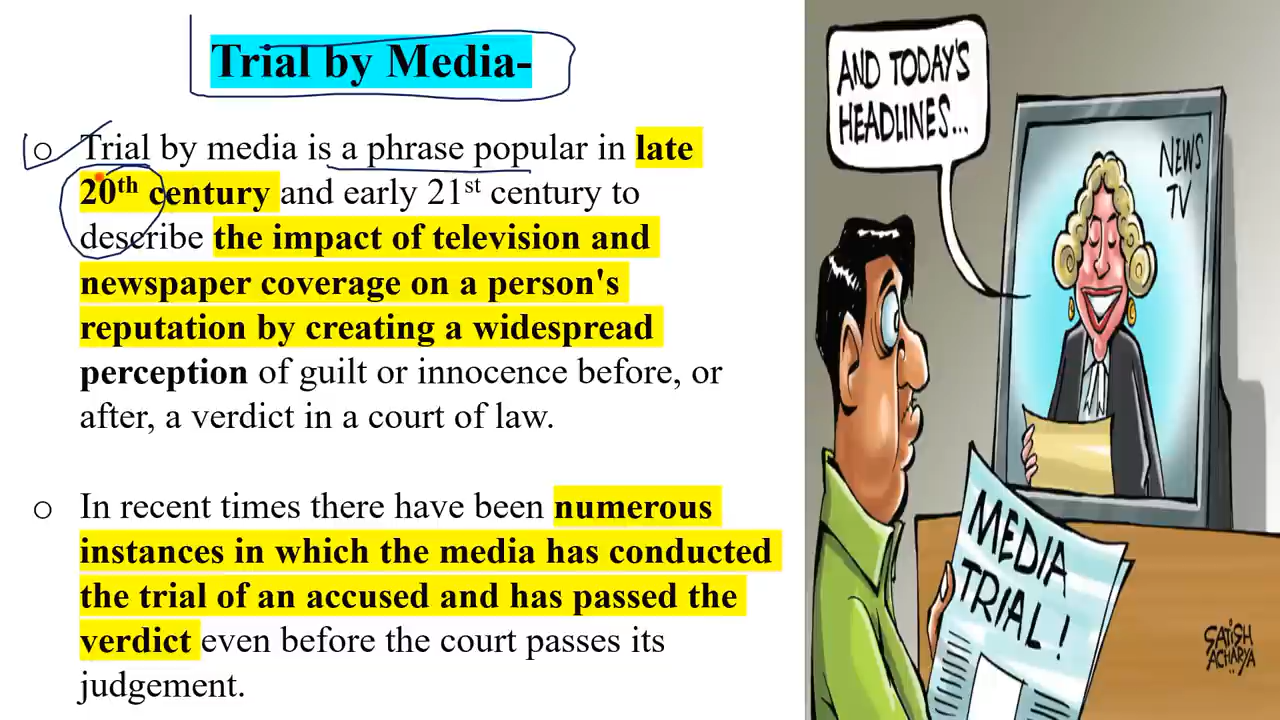 Trial by Media-
o Trial by media is a phrase popular in late
20th century and early 21st century to
describe the impact of television and
newspaper coverage on a person's
reputation by creating a widespread
perception of guilt or innocence before, or
after, a verdict in a court of law.
o In recent times there have been numerous
instances in which the media has conducted
the trial of an accused and has passed the
verdict even before the court passes its
judgement.
AND TODAY'S
HEADLINES...
NEWS
TV
MEDIA
TRIAL!
SATISH
ACHARYA